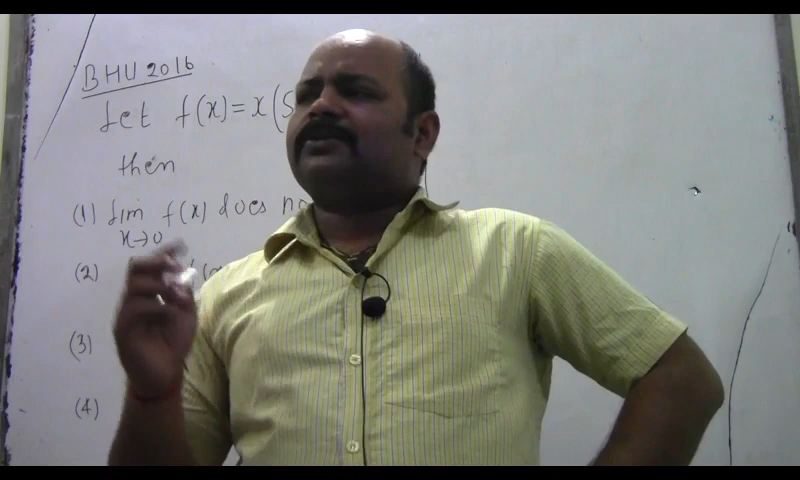 BHU 2016
Let f(x) = x(S
then
(1) lim f(x) does no
x→0
(2)
(3)
(4)